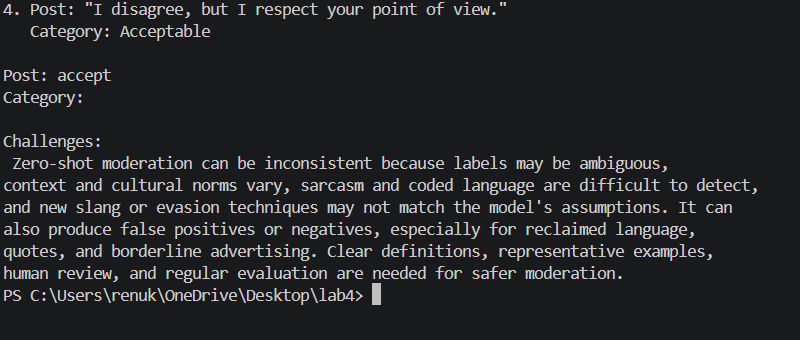 4. Post: "I disagree, but I respect your point of view."
   Category: Acceptable

Post: accept
Category:

Challenges:
 Zero-shot moderation can be inconsistent because labels may be ambiguous,
context and cultural norms vary, sarcasm and coded language are difficult to detect,
and new slang or evasion techniques may not match the model's assumptions. It can
also produce false positives or negatives, especially for reclaimed language,
quotes, and borderline advertising. Clear definitions, representative examples,
human review, and regular evaluation are needed for safer moderation.
PS C:\Users\renuk\OneDrive\Desktop\lab4>